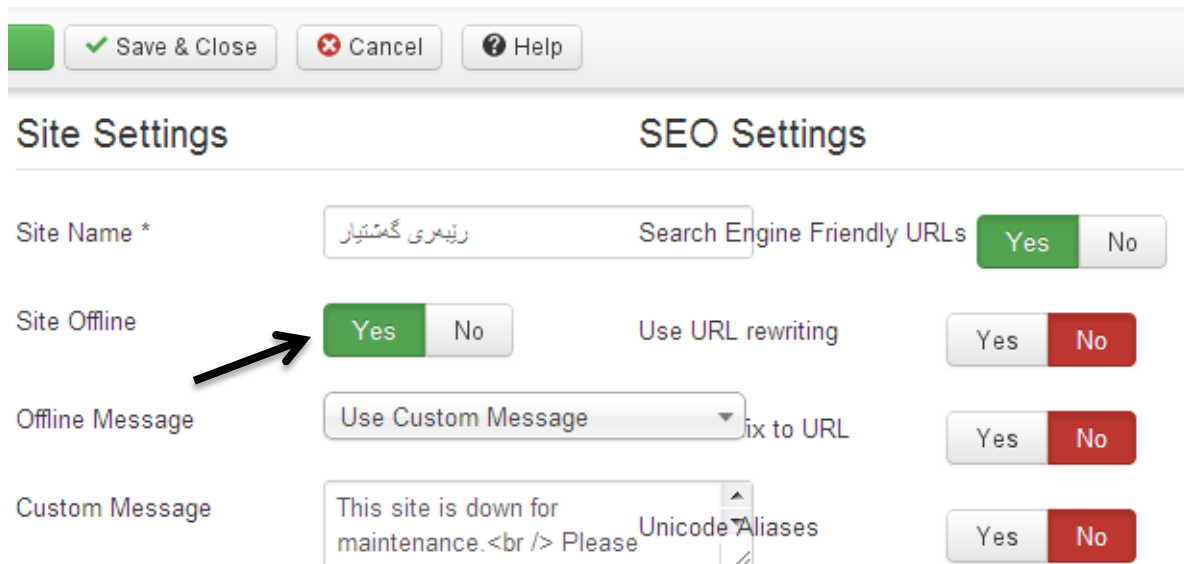 Save & Close Cancel Help
Site Settings
SEO Settings
Site Name *
رێبەری گەشتیار
Search Engine Friendly URLs
Yes No
Site Offline
Yes No
Use URL rewriting
Yes No
Offline Message
Use Custom Message
ix to URL
Yes No
Custom Message
This site is down for
maintenance.<br /> Please
Unicode Aliases
Yes No